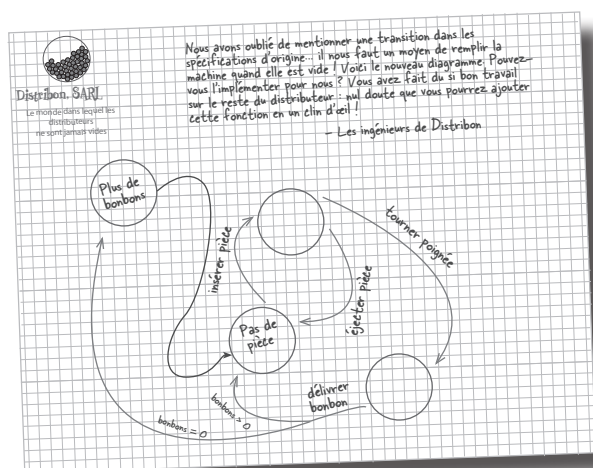 Nous avons oublié de mentionner une transition dans les
spécifications d'origine... il nous faut un moyen de remplir la
machine quand elle est vide ! Voici le nouveau diagramme. Pouvez-
vous l'implémenter pour nous ? Vous avez fait du si bon travail
sur le reste du distributeur : nul doute que vous pourrez ajouter
cette fonction en un clin d'œil !
– Les ingénieurs de Distribon
Distribon, SARL
Le monde dans lequel les
distributeurs
ne sont jamais vides
Plus de
bonbons
insérer pièce
tourner poignée
éjecter pièce
Pas de
pièce
délivrer
bonbon
bonbons > 0
bonbons = 0